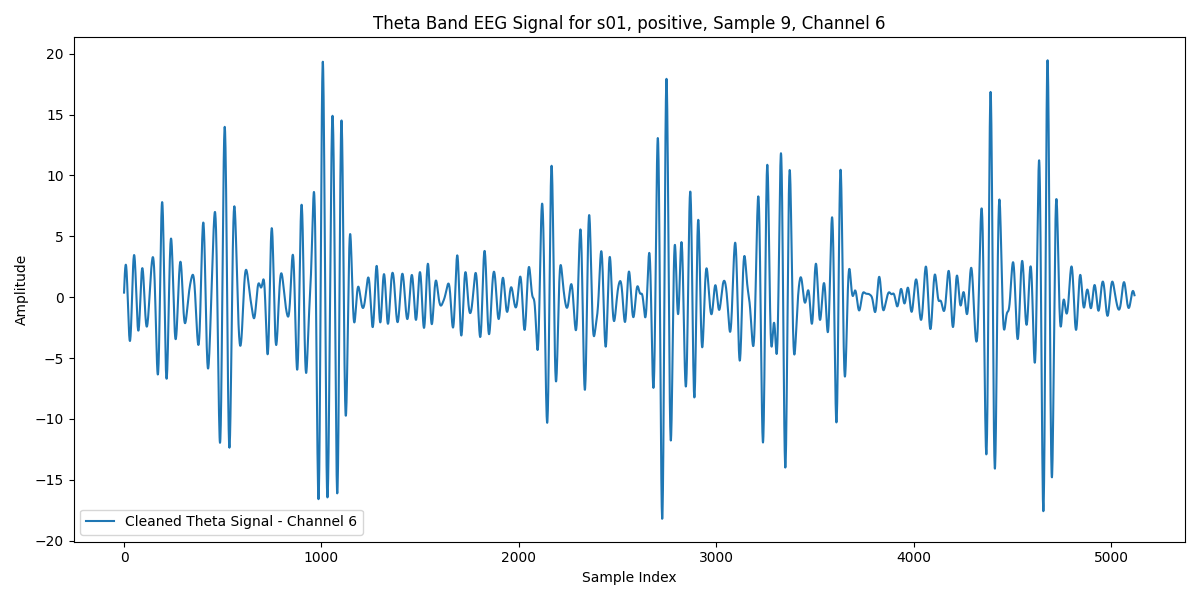 Theta Band EEG Signal for s01, positive, Sample 9, Channel 6
Amplitude
20
15
10
5
0
−5
−10
−15
−20
Cleaned Theta Signal - Channel 6
0 1000 2000 3000 4000 5000
Sample Index